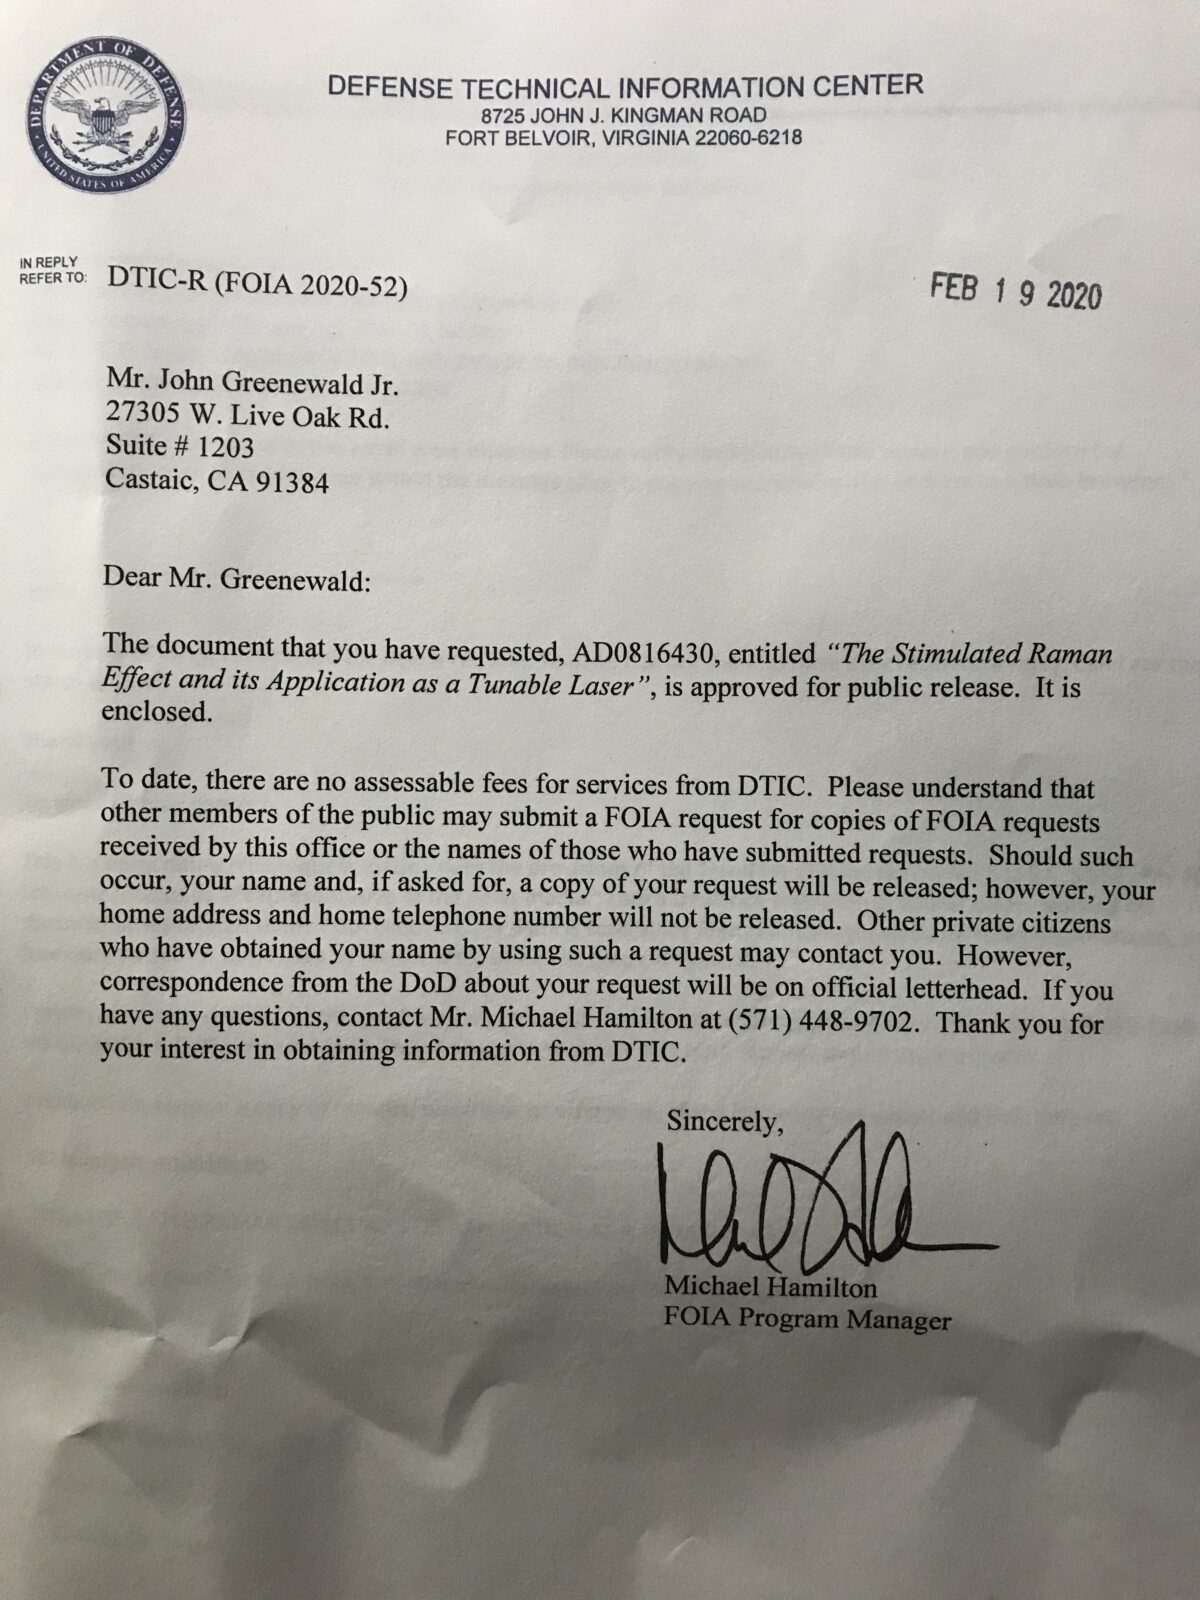 DEPARTMENT OF DEFENSE
UNITED STATES OF AMERICA
DEFENSE TECHNICAL INFORMATION CENTER
8725 JOHN J. KINGMAN ROAD
FORT BELVOIR, VIRGINIA 22060-6218
IN REPLY
REFER TO: DTIC-R (FOIA 2020-52)
FEB 19 2020
Mr. John Greenewald Jr.
27305 W. Live Oak Rd.
Suite # 1203
Castaic, CA 91384
Dear Mr. Greenewald:
The document that you have requested, AD0816430, entitled “The Stimulated Raman
Effect and its Application as a Tunable Laser”, is approved for public release. It is
enclosed.
To date, there are no assessable fees for services from DTIC. Please understand that
other members of the public may submit a FOIA request for copies of FOIA requests
received by this office or the names of those who have submitted requests. Should such
occur, your name and, if asked for, a copy of your request will be released; however, your
home address and home telephone number will not be released. Other private citizens
who have obtained your name by using such a request may contact you. However,
correspondence from the DoD about your request will be on official letterhead. If you
have any questions, contact Mr. Michael Hamilton at (571) 448-9702. Thank you for
your interest in obtaining information from DTIC.
Sincerely,
Michael Hamilton
FOIA Program Manager